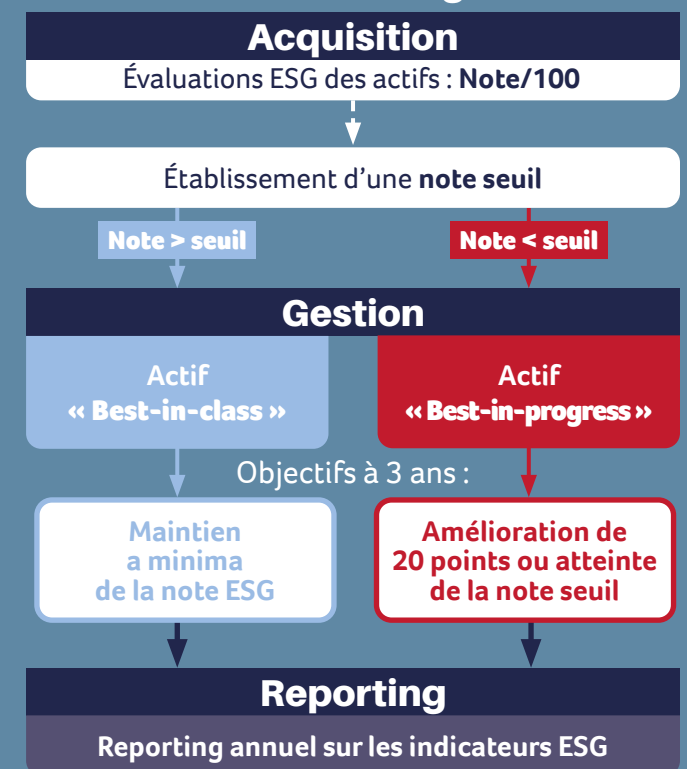 Acquisition
Évaluations ESG des actifs : Note/100
Établissement d’une note seuil
Note > seuil
Note < seuil
Gestion
Actif
« Best-in-class »
Actif
« Best-in-progress »
Objectifs à 3 ans :
Maintien
a minima
de la note ESG
Amélioration de
20 points ou atteinte
de la note seuil
Reporting
Reporting annuel sur les indicateurs ESG